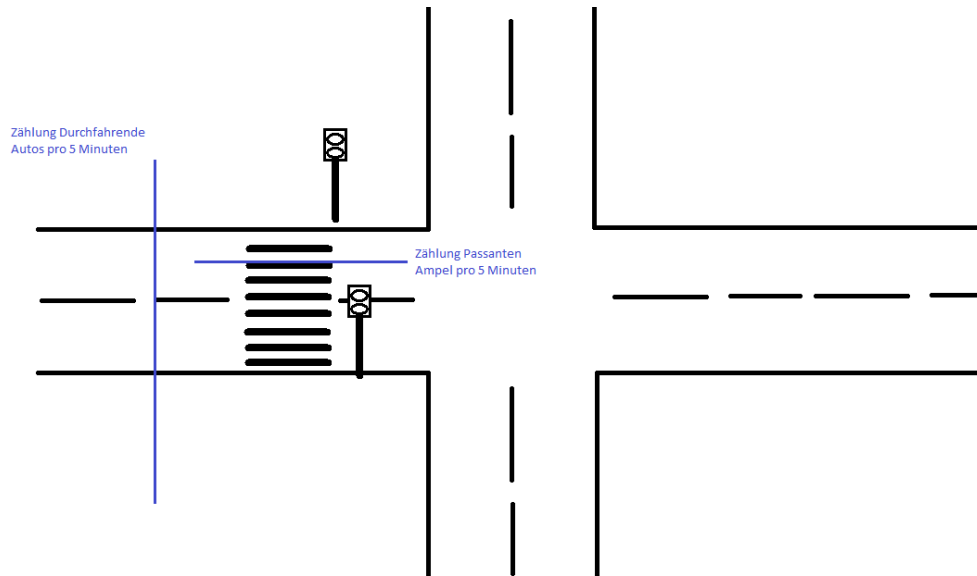 Zählung Durchfahrende
Autos pro 5 Minuten
Zählung Passanten
Ampel pro 5 Minuten